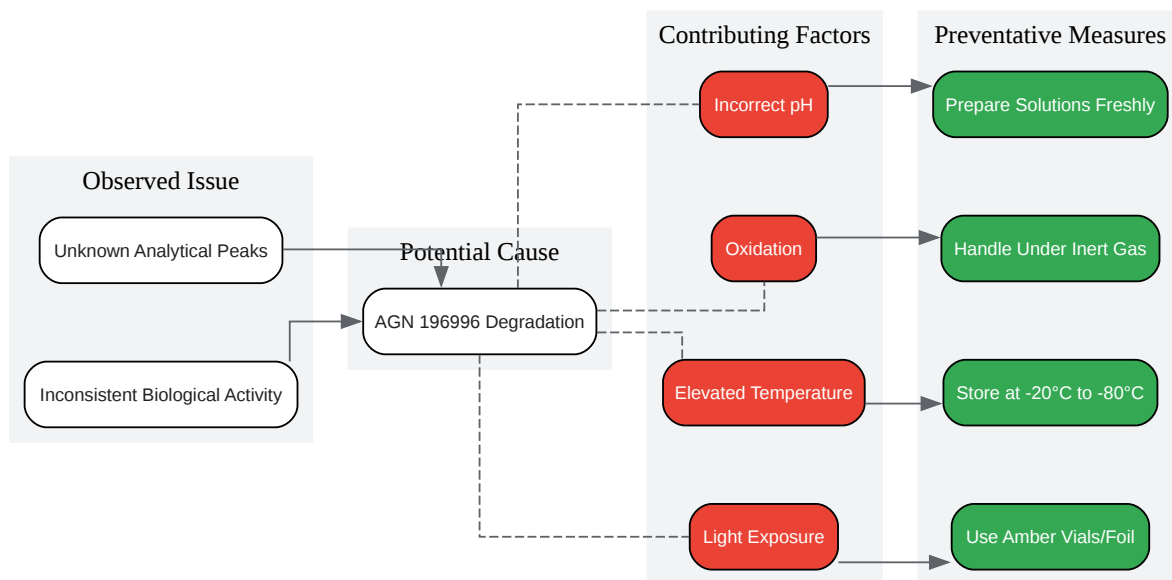 Contributing Factors
Preventative Measures
Incorrect pH
Prepare Solutions Freshly
Observed Issue
Unknown Analytical Peaks
Potential Cause
Oxidation
Handle Under Inert Gas
AGN 196996 Degradation
Inconsistent Biological Activity
Elevated Temperature
Store at -20°C to -80°C
Light Exposure
Use Amber Vials/Foil